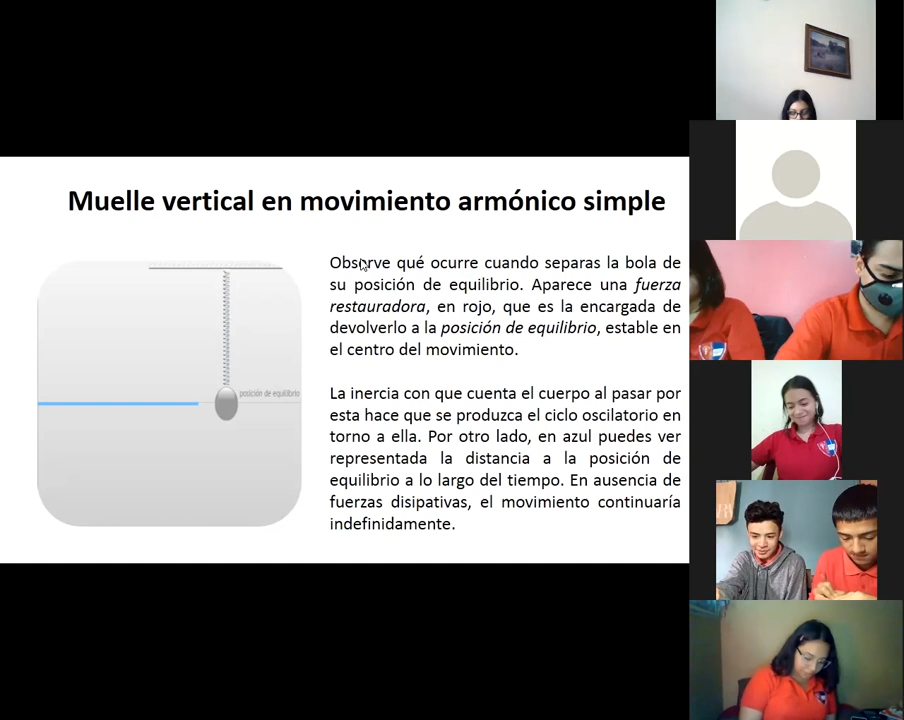 Muelle vertical en movimiento armónico simple
Observe qué ocurre cuando separas la bola de
su posición de equilibrio. Aparece una fuerza
restauradora, en rojo, que es la encargada de
devolverlo a la posición de equilibrio, estable en
el centro del movimiento.
La inercia con que cuenta el cuerpo al pasar por
esta hace que se produzca el ciclo oscilatorio en
torno a ella. Por otro lado, en azul puedes ver
representada la distancia a la posición de
equilibrio a lo largo del tiempo. En ausencia de
fuerzas disipativas, el movimiento continuaría
indefinidamente.
posición de equilibrio